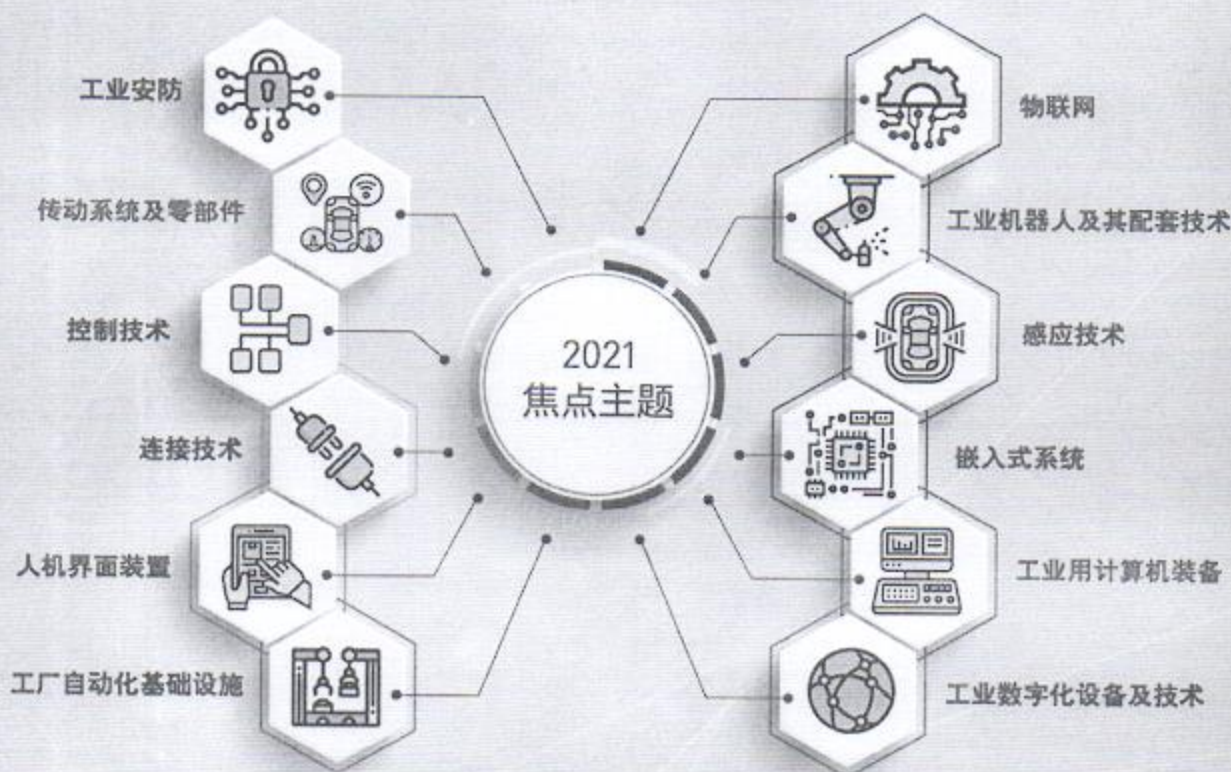 工业安防
传动系统及零部件
控制技术
连接技术
人机界面装置
工厂自动化基础设施
2021
焦点主题
物联网
工业机器人及其配套技术
感应技术
嵌入式系统
工业用计算机装备
工业数字化设备及技术